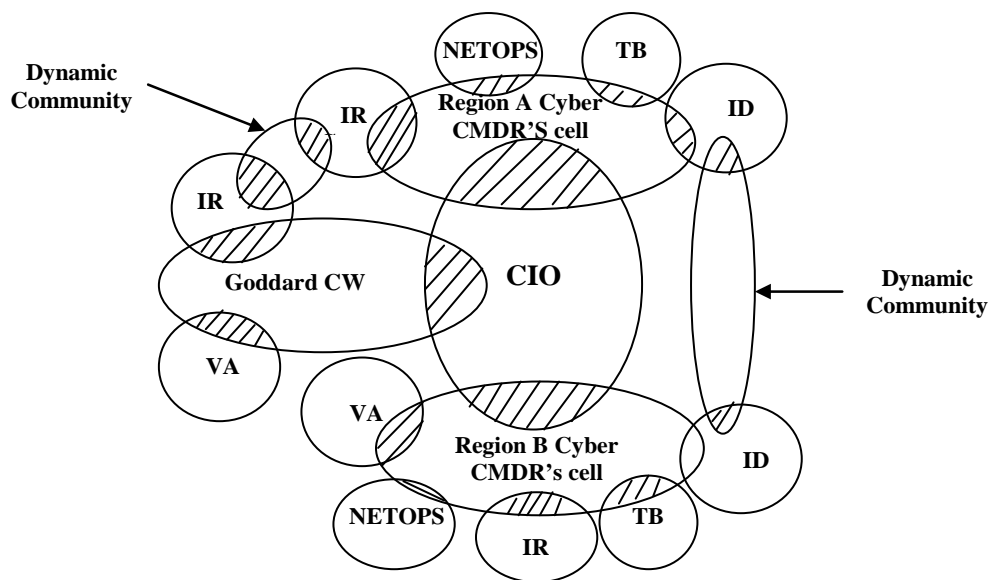 NETOPS
TB
Dynamic
Community
IR
Region A Cyber
CMDR'S cell
ID
IR
Goddard CW
CIO
Dynamic
Community
VA
VA
Region B Cyber
CMDR's cell
ID
NETOPS
IR
TB